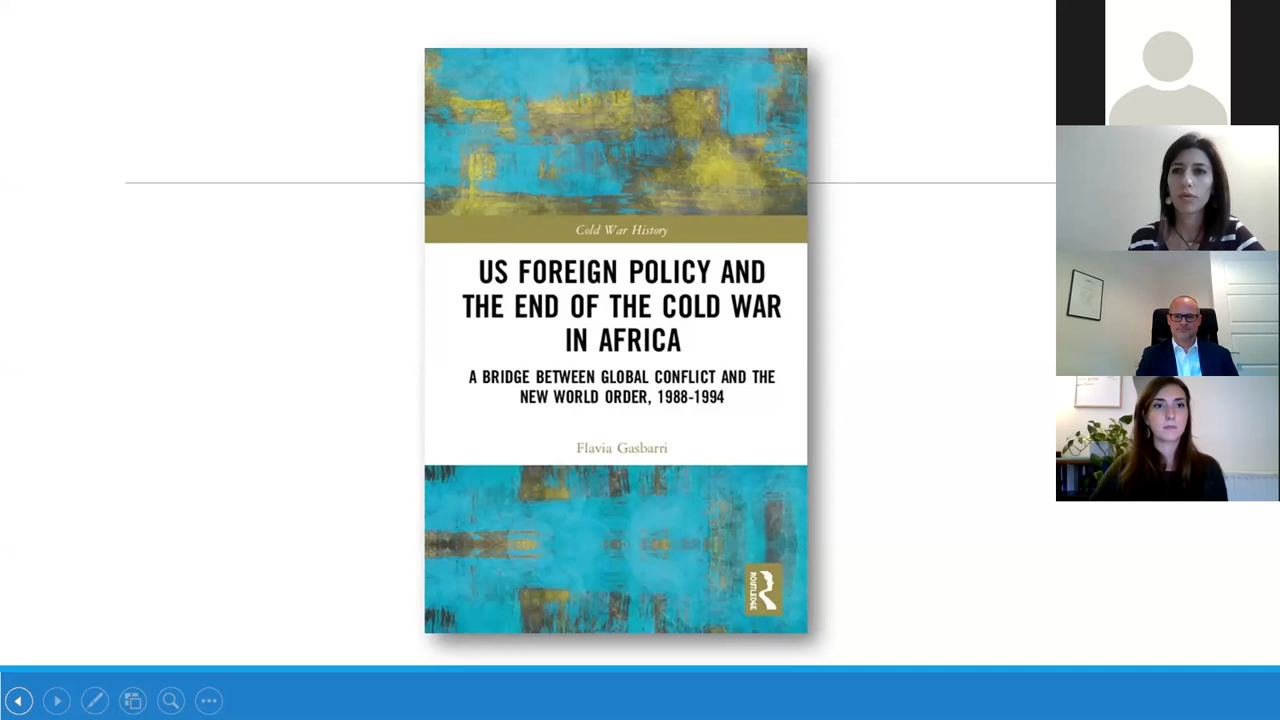 Cold War History
US FOREIGN POLICY AND
THE END OF THE COLD WAR
IN AFRICA
A BRIDGE BETWEEN GLOBAL CONFLICT AND THE
NEW WORLD ORDER, 1988-1994
Flavia Gasbarri
ROUTLEDGE